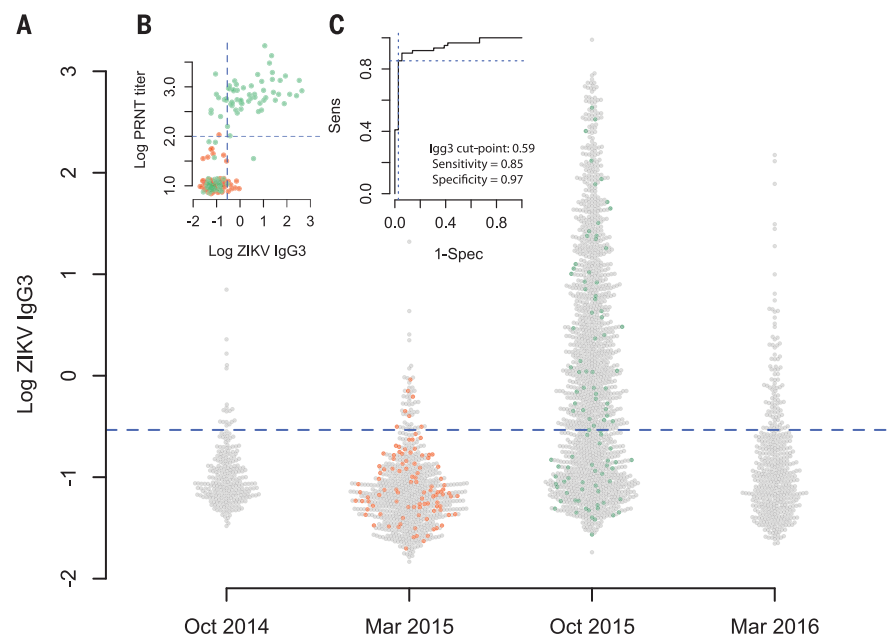 A
B
C
3
2
1
0
-1
-2
Log ZIKV IgG3
Oct 2014
Mar 2015
Oct 2015
Mar 2016
Log PRNT titer
3.0
2.0
1.0
-2
-1
0
1
2
3
Log ZIKV IgG3
Sens
0.8
0.4
0.0
Igg3 cut-point: 0.59
Sensitivity = 0.85
Specificity = 0.97
0.0
0.4
0.8
1-Spec